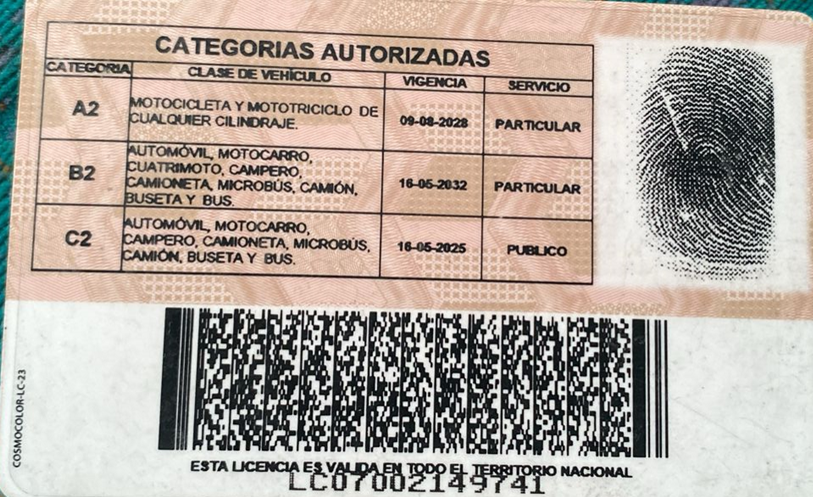 CATEGORIAS AUTORIZADAS
CATEGORIA CLASE DE VEHÍCULO VIGENCIA SERVICIO
A2 MOTOCICLETA Y MOTOTRICICLO DE
CUALQUIER CILINDRAJE. 09-08-2028 PARTICULAR
B2 AUTOMÓVIL, MOTOCARRO,
CUATRIMOTO, CAMPERO,
CAMIONETA, MICROBÚS, CAMIÓN,
BUSETA Y BUS. 16-05-2032 PARTICULAR
C2 AUTOMÓVIL, MOTOCARRO,
CAMPERO, CAMIONETA, MICROBÚS,
CAMIÓN, BUSETA Y BUS. 16-05-2025 PUBLICO
COSMOCOLOR-LC-23
ESTA LICENCIA ES VALIDA EN TODO EL TERRITORIO NACIONAL
LC07002149741